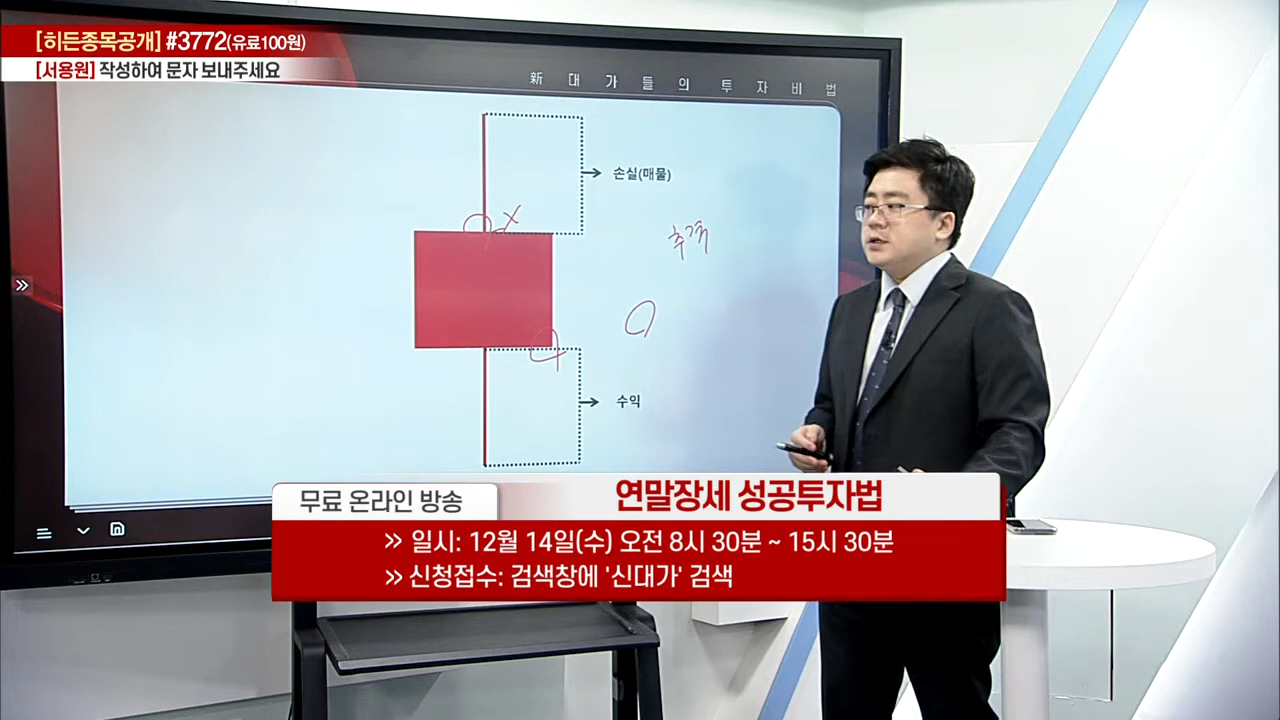 [히든종목공개] #3772(유료100원)
[서용원] 작성하여 문자 보내주세요
新 대 가 들 의 투 자 비 법
손실(매물)
x
추격
수익
무료 온라인 방송
연말장세 성공투자법
» 일시: 12월 14일(수) 오전 8시 30분 ~ 15시 30분
» 신청접수: 검색창에 '신대가' 검색